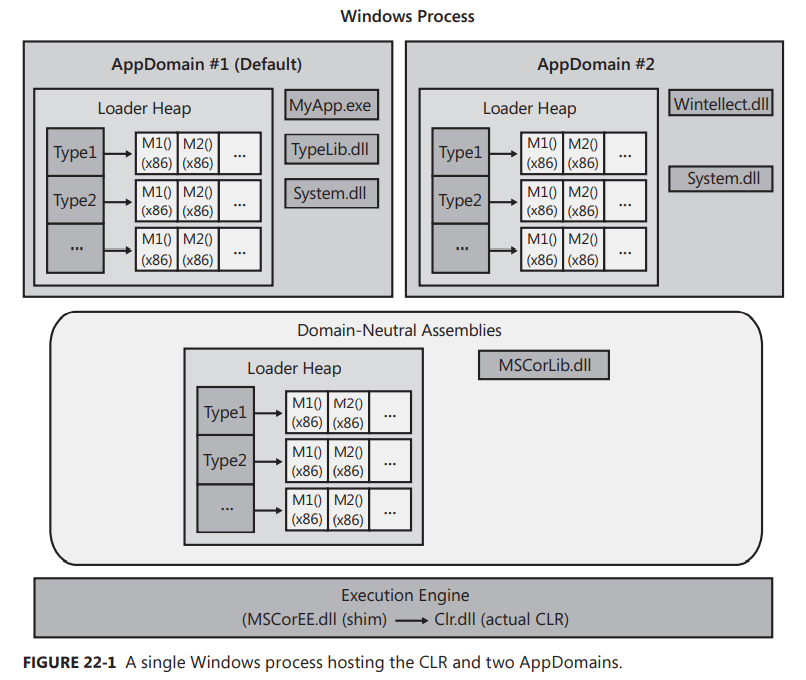 Windows Process
AppDomain #1 (Default)
Loader Heap
MyApp.exe
TypeLib.dll
System.dll
Type1
M1()
(x86)
M2()
(x86)
...
Type2
M1()
(x86)
M2()
(x86)
...
...
M1()
(x86)
M2()
(x86)
...
AppDomain #2
Loader Heap
Wintellect.dll
System.dll
Type1
M1()
(x86)
M2()
(x86)
...
Type2
M1()
(x86)
M2()
(x86)
...
...
M1()
(x86)
M2()
(x86)
...
Domain-Neutral Assemblies
Loader Heap
MSCorLib.dll
Type1
M1()
(x86)
M2()
(x86)
...
Type2
M1()
(x86)
M2()
(x86)
...
...
M1()
(x86)
M2()
(x86)
...
Execution Engine
(MSCorEE.dll (shim) → Clr.dll (actual CLR)
FIGURE 22-1 A single Windows process hosting the CLR and two AppDomains.